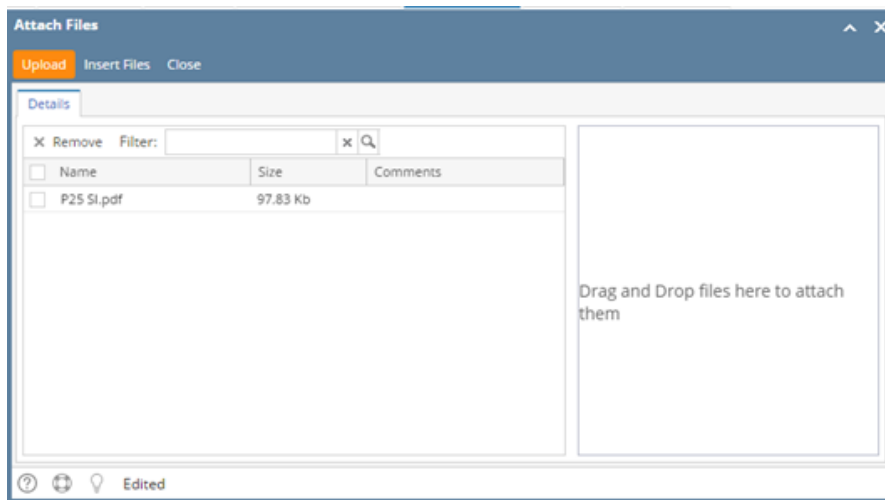 Attach Files
Upload Insert Files Close
Details
Remove Filter:
Name Size Comments
P25 SI.pdf 97.83 Kb
Drag and Drop files here to attach
them
Edited